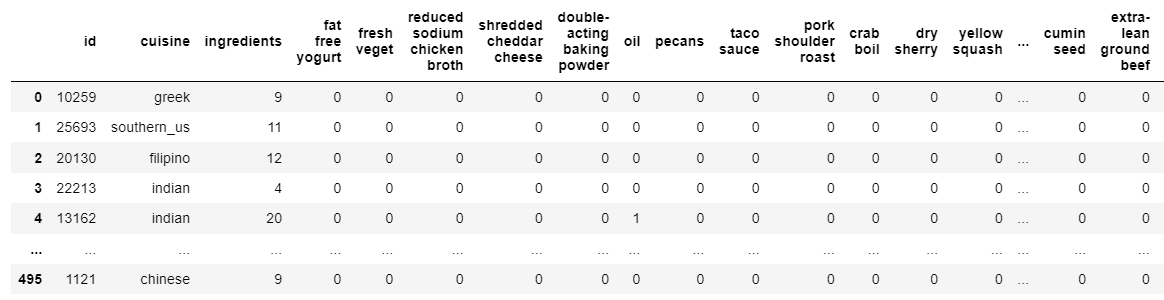 id cuisine ingredients fat free yogurt fresh veget reduced sodium chicken broth shredded cheddar cheese double-acting baking powder oil pecans taco sauce pork shoulder roast crab boil dry sherry yellow squash ... cumin seed extra-lean ground beef
0 10259 greek 9 0 0 0 0 0 0 0 0 0 0 0 0 ... 0 0
1 25693 southern_us 11 0 0 0 0 0 0 0 0 0 0 0 0 ... 0 0
2 20130 filipino 12 0 0 0 0 0 0 0 0 0 0 0 0 ... 0 0
3 22213 indian 4 0 0 0 0 0 0 0 0 0 0 0 0 ... 0 0
4 13162 indian 20 0 0 0 0 0 1 0 0 0 0 0 0 ... 0 0
... ... ... ... ... ... ... ... ... ... ... ... ... ... ... ... ... ... ...
495 1121 chinese 9 0 0 0 0 0 0 0 0 0 0 0 0 ... 0 0